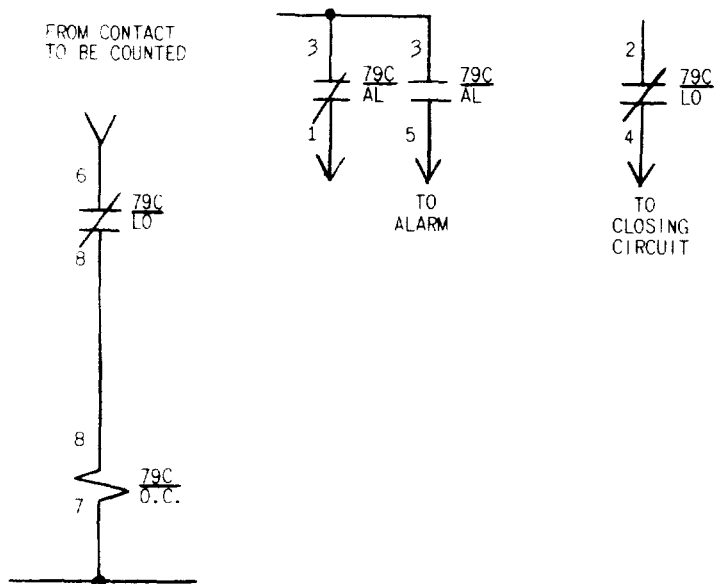 FROM CONTACT
TO BE COUNTED
6
79C
LO
8
8
79C
O.C.
7
3
79C
AL
1
3
79C
AL
5
TO
ALARM
2
79C
LO
4
TO
CLOSING
CIRCUIT